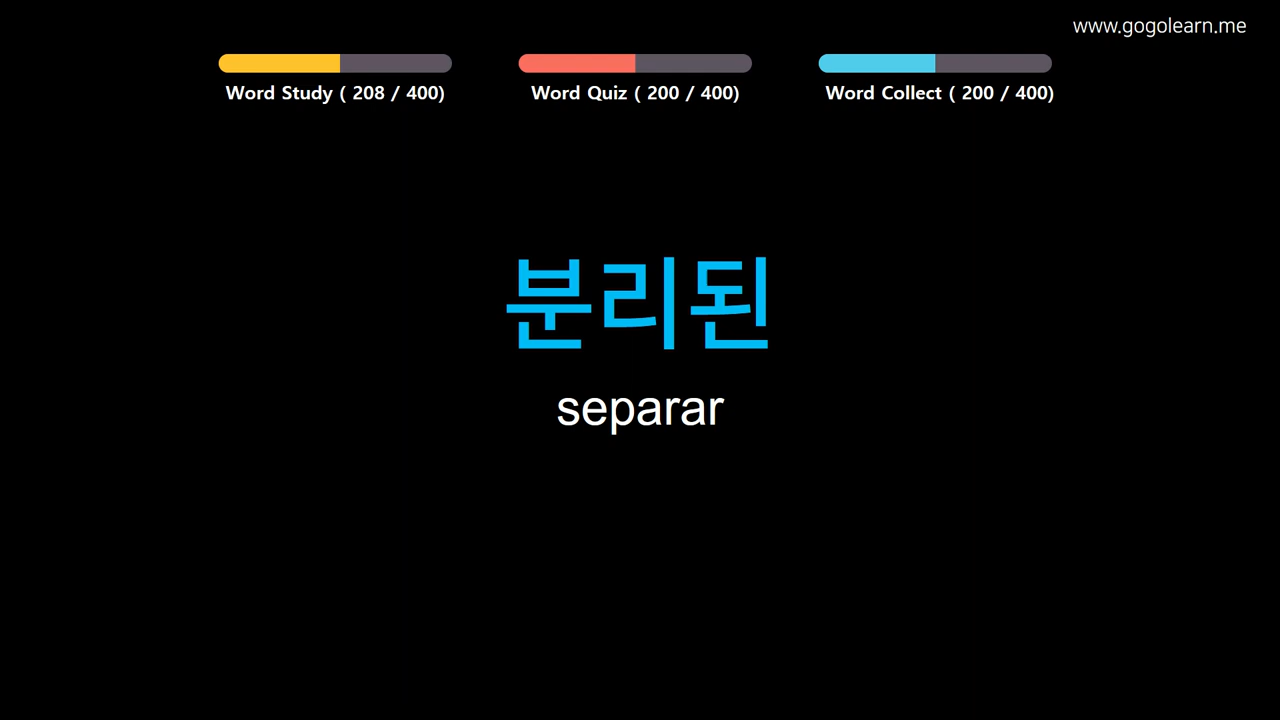 www.gogolearn.me
Word Study ( 208 / 400)
Word Quiz ( 200 / 400)
Word Collect ( 200 / 400)
분리된
separar